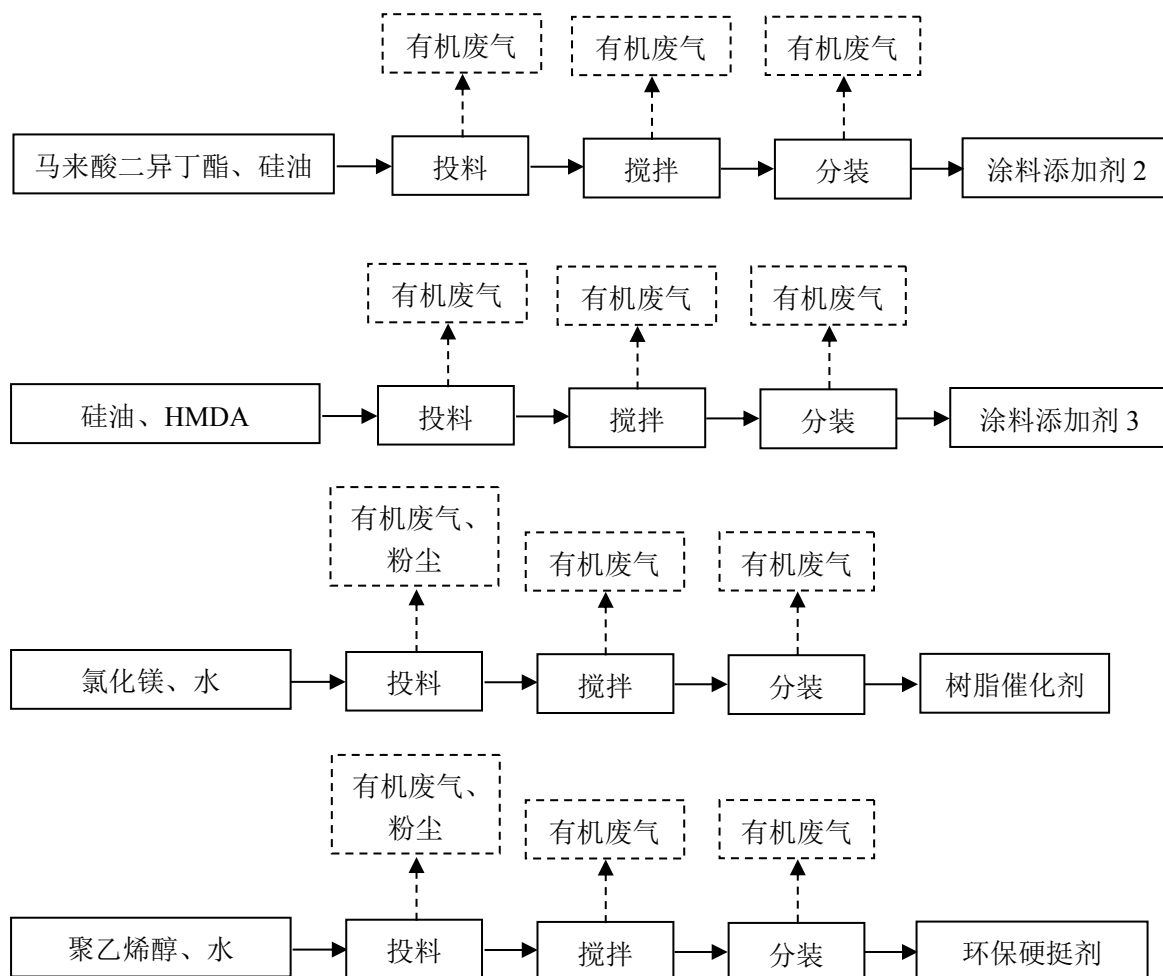 有机废气
有机废气
有机废气
马来酸二异丁酯、硅油
投料
搅拌
分装
涂料添加剂 2
有机废气
有机废气
有机废气
硅油、HMDA
投料
搅拌
分装
涂料添加剂 3
有机废气、
粉尘
有机废气
有机废气
氯化镁、水
投料
搅拌
分装
树脂催化剂
有机废气、
粉尘
有机废气
有机废气
聚乙烯醇、水
投料
搅拌
分装
环保硬挺剂